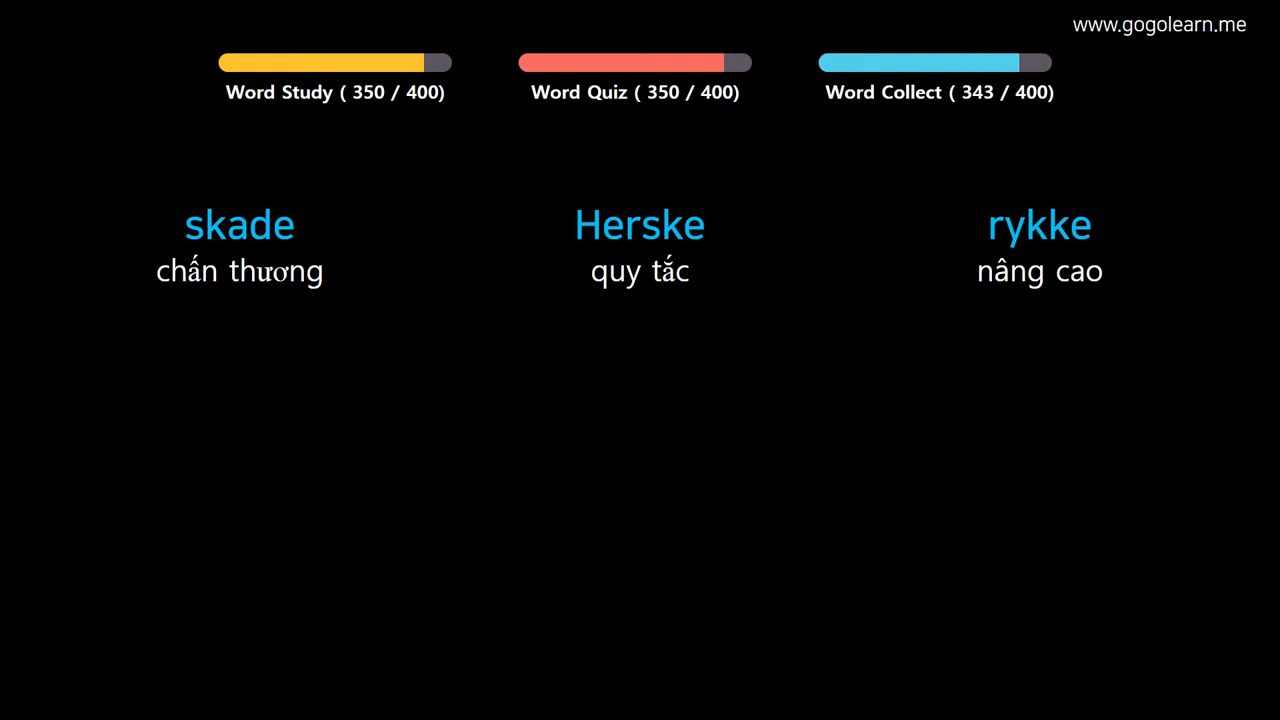 www.gogolearn.me
Word Study ( 350 / 400)
Word Quiz ( 350 / 400)
Word Collect ( 343 / 400)
skade
chấn thương
Herske
quy tắc
rykke
nâng cao